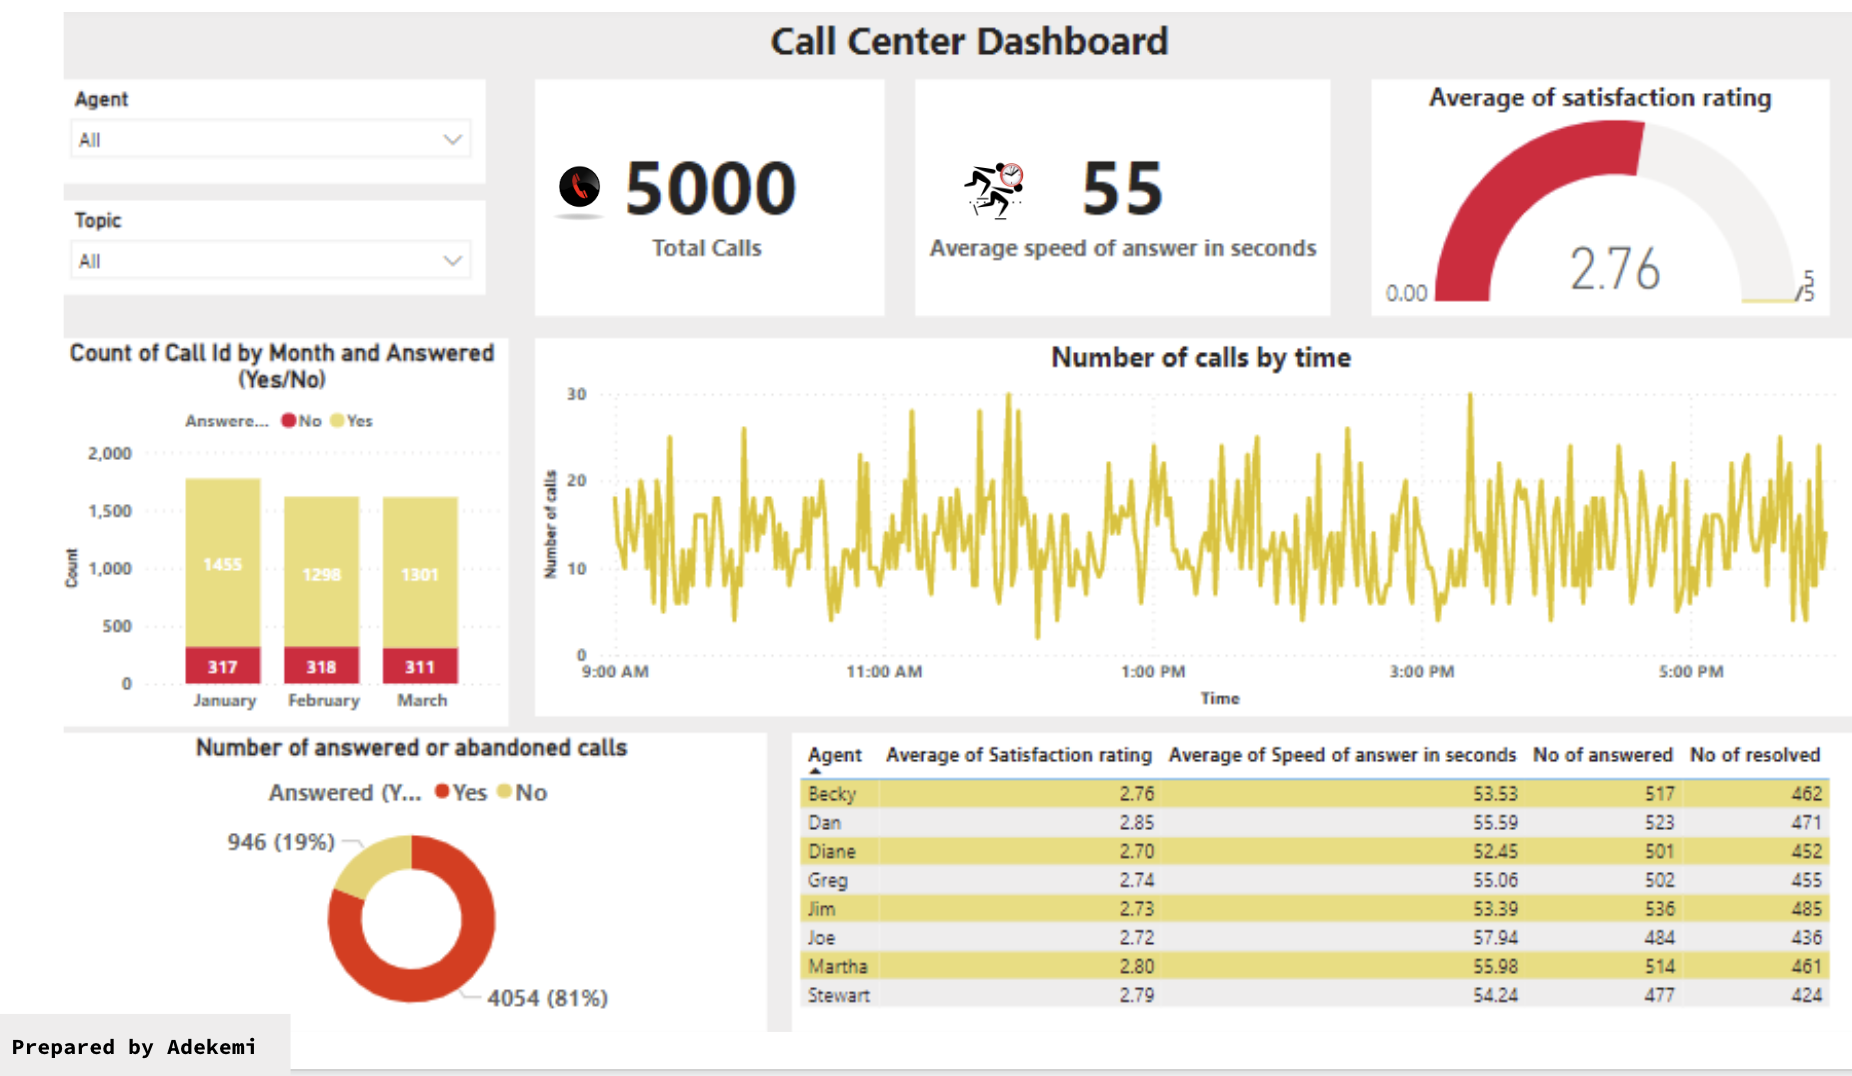 Call Center Dashboard
Agent
All
Topic
All
5000
Total Calls
55
Average speed of answer in seconds
Average of satisfaction rating
2.76
0.00
5
/5
Count of Call Id by Month and Answered
(Yes/No)
Answere... No Yes
2,000
1,500
1,000
500
0
Count
1455
1298
1301
317
318
311
January February March
Number of calls by time
30
20
10
0
Number of calls
9:00 AM 11:00 AM 1:00 PM 3:00 PM 5:00 PM
Time
Number of answered or abandoned calls
Answered (Y... Yes No
946 (19%)
4054 (81%)
Agent Average of Satisfaction rating Average of Speed of answer in seconds No of answered No of resolved
Becky 2.76 53.53 517 462
Dan 2.85 55.59 523 471
Diane 2.70 52.45 501 452
Greg 2.74 55.06 502 455
Jim 2.73 53.39 536 485
Joe 2.72 57.94 484 436
Martha 2.80 55.98 514 461
Stewart 2.79 54.24 477 424
Prepared by Adekemi